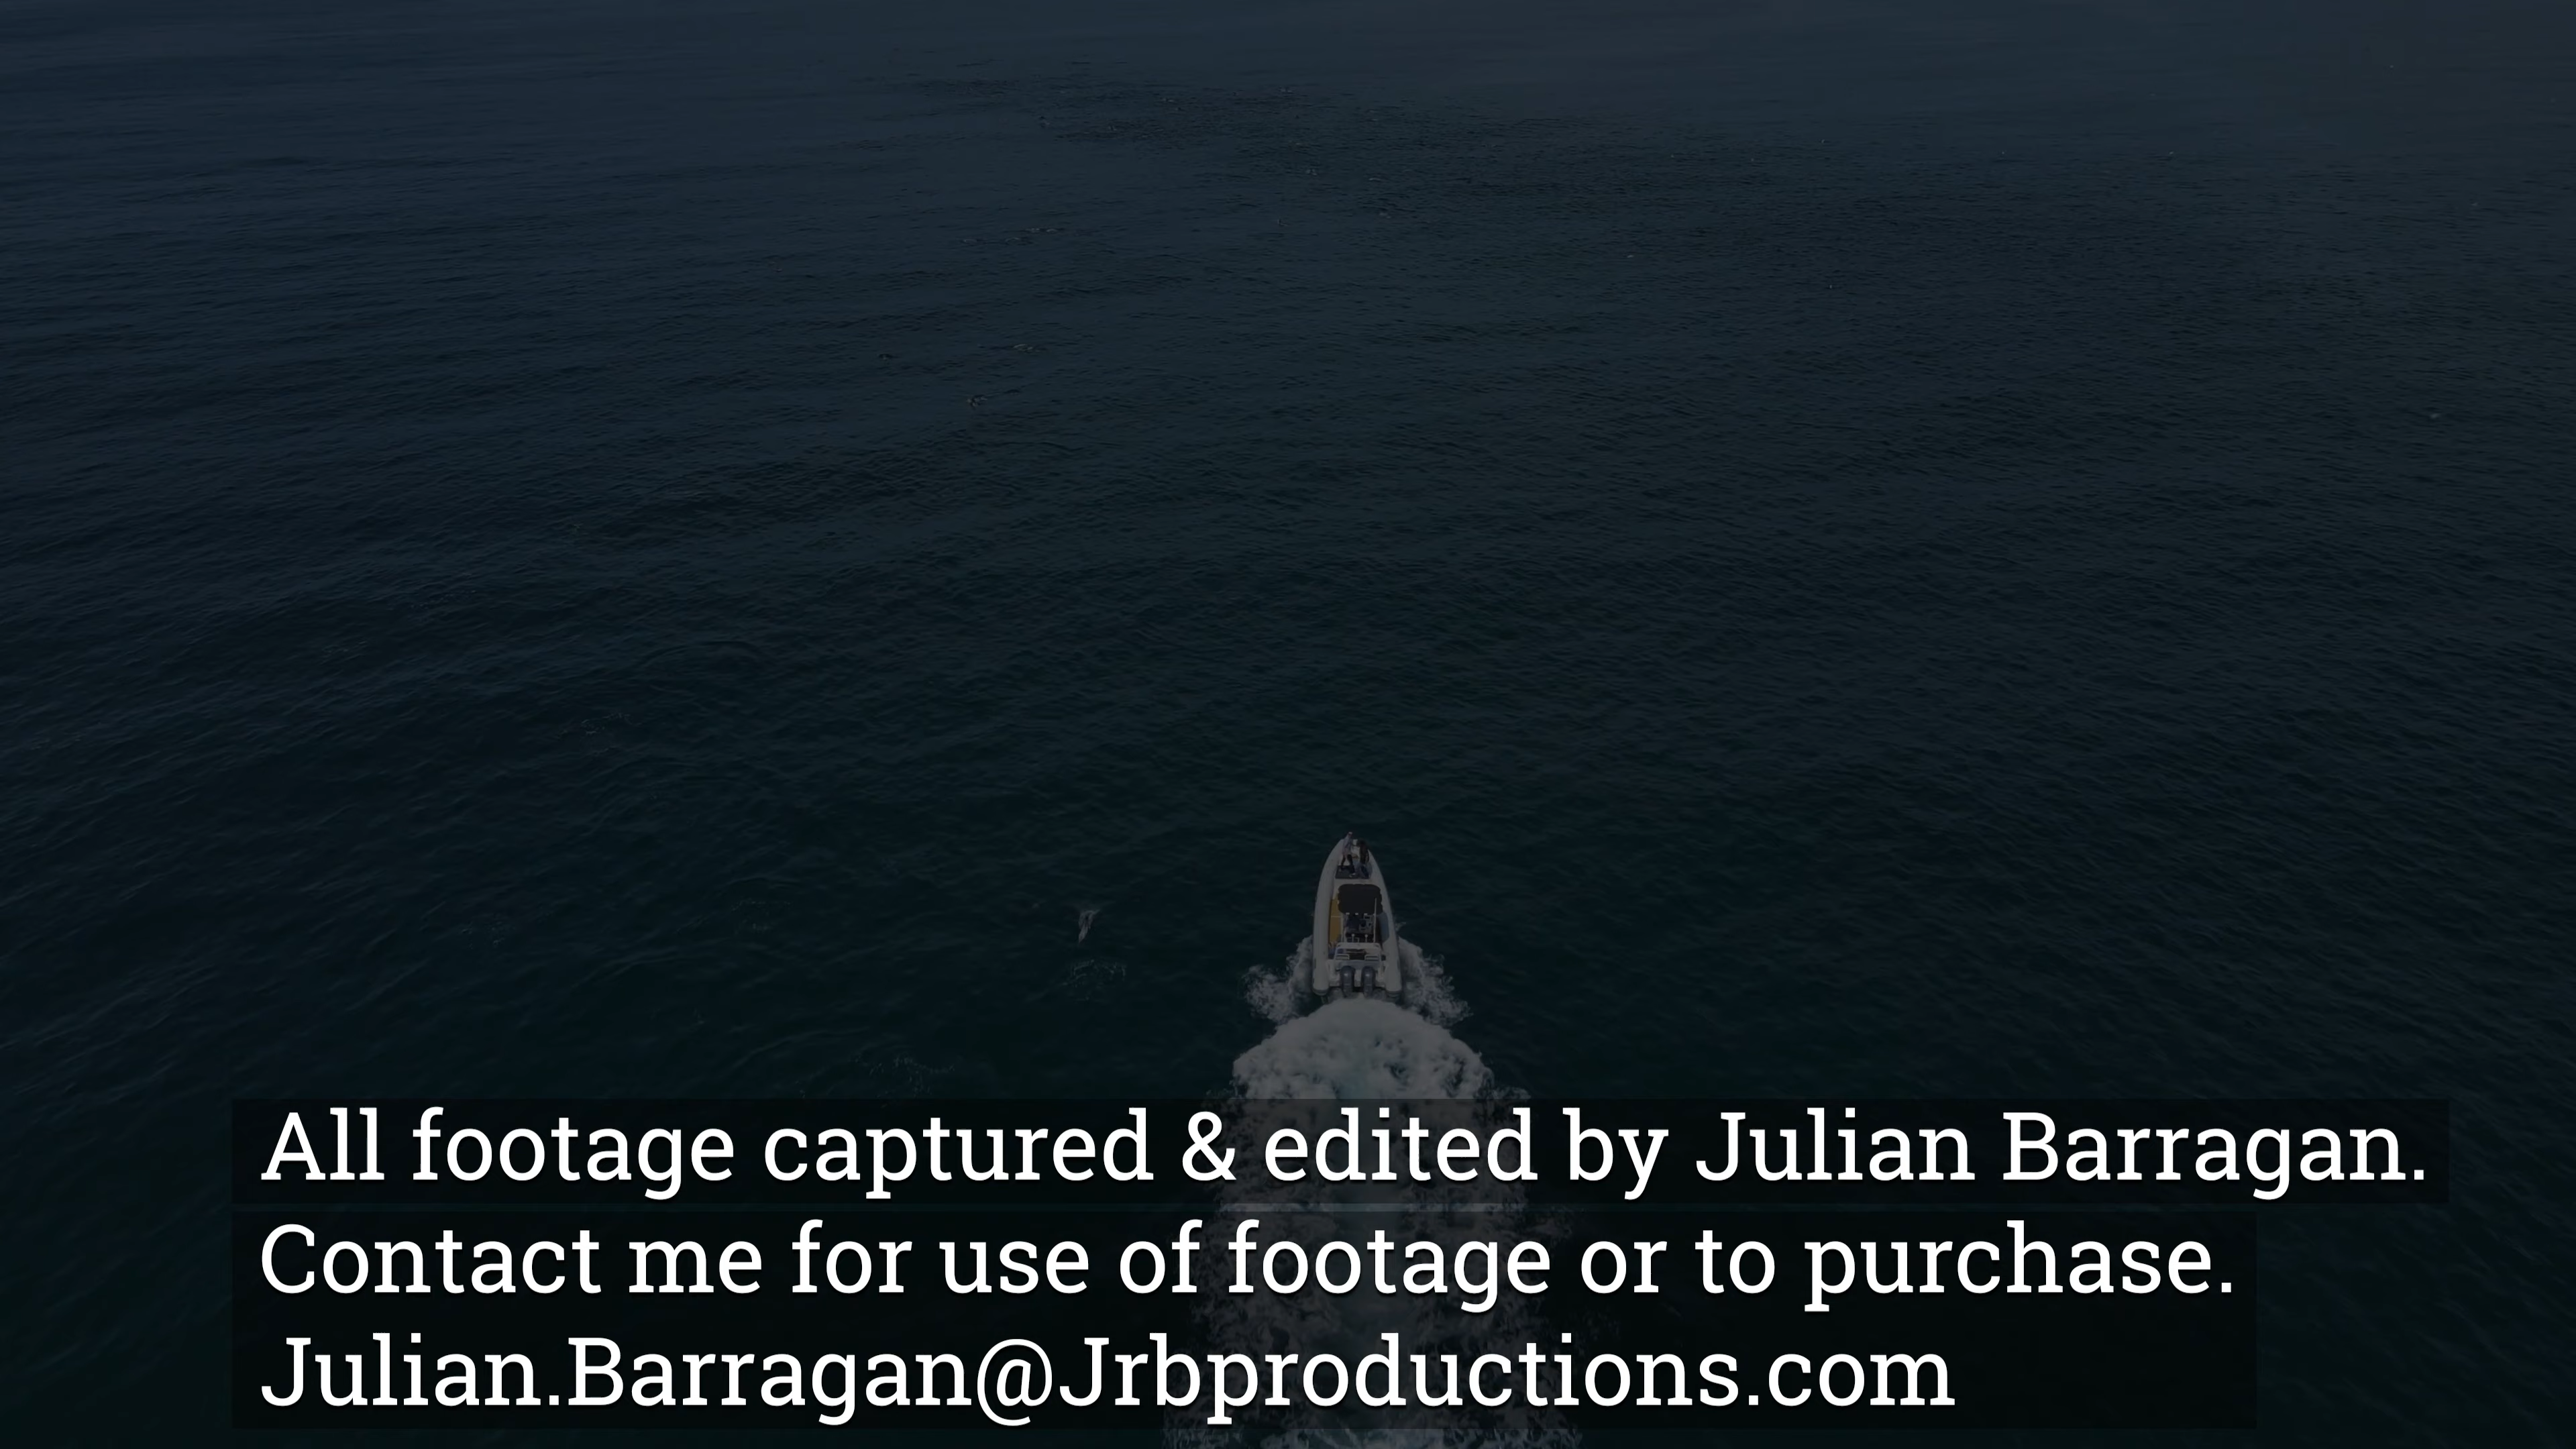 All footage captured & edited by Julian Barragan.
Contact me for use of footage or to purchase.
Julian.Barragan@Jrbproductions.com